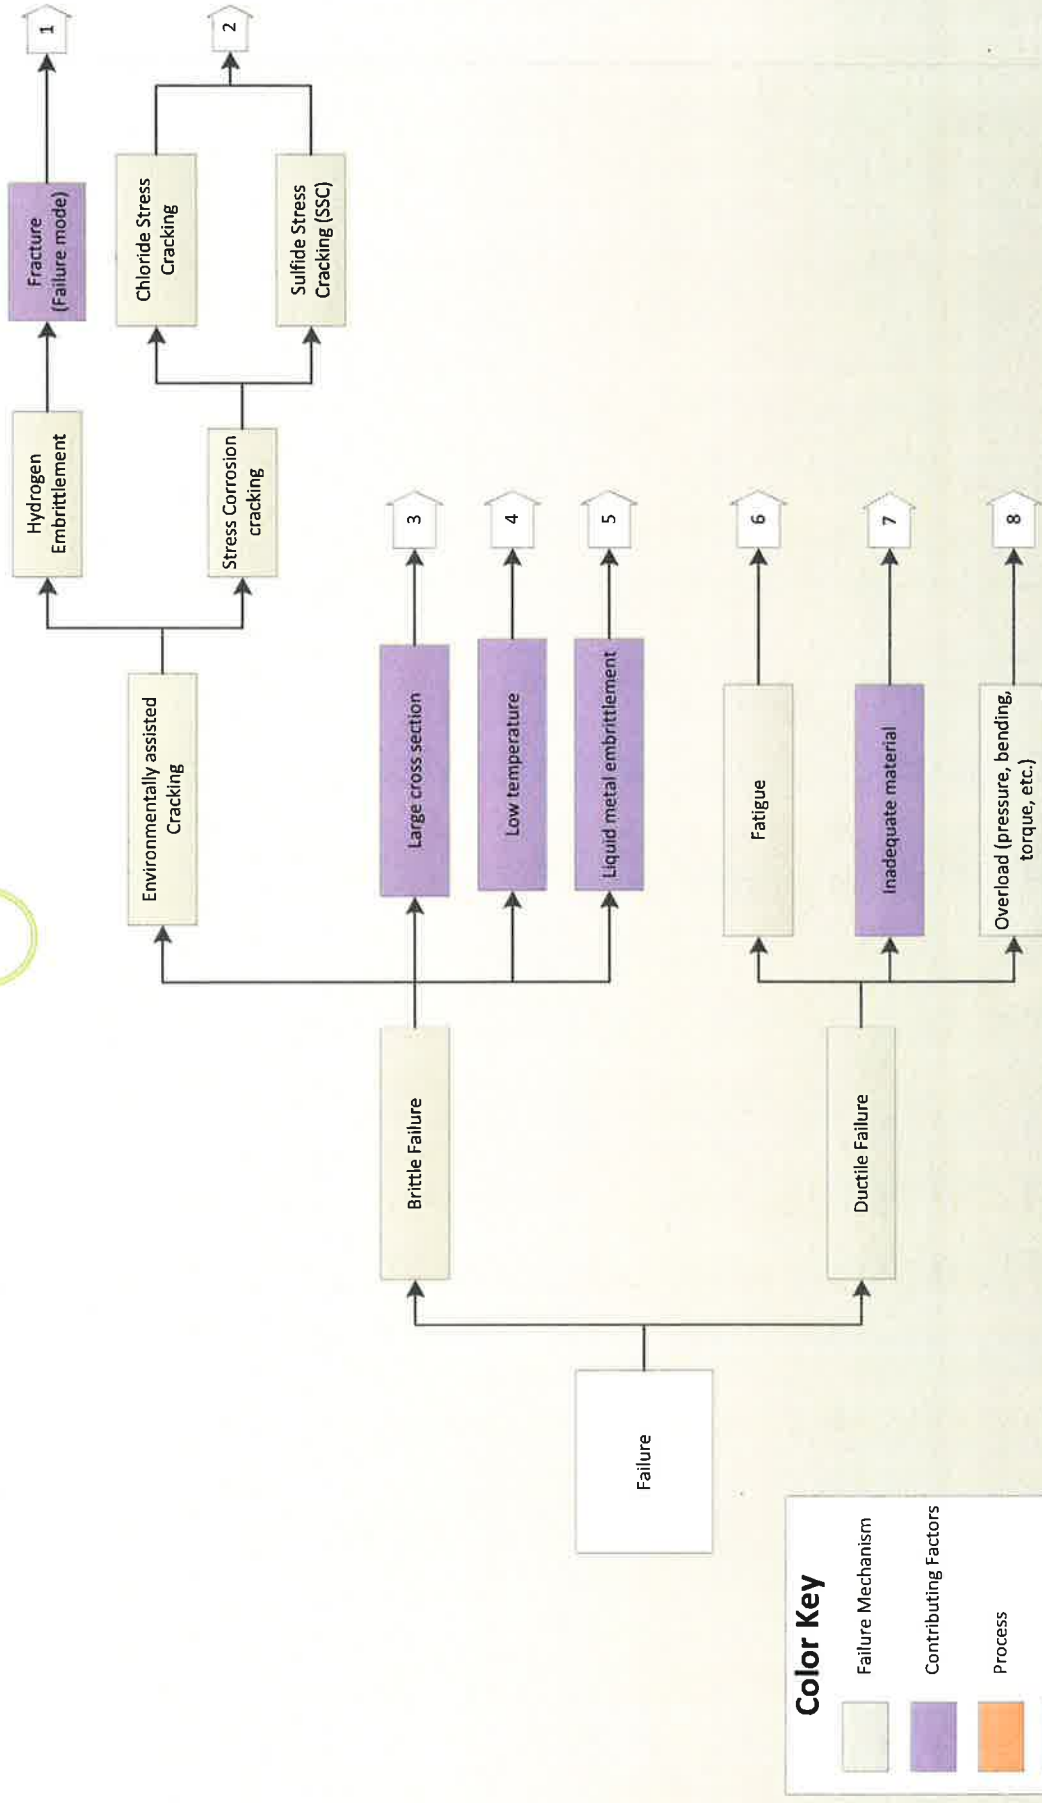 Failure
Brittle Failure
Ductile Failure
Environmentally assisted
Cracking
Large cross section
Low temperature
Liquid metal embrittlement
Fatigue
Inadequate material
Overload (pressure, bending,
torque, etc.)
Hydrogen
Embrittlement
Stress Corrosion
cracking
Fracture
(Failure mode)
Chloride Stress
Cracking
Sulfide Stress
Cracking (SSC)
1
2
3
4
5
6
7
8
Color Key
Failure Mechanism
Contributing Factors
Process